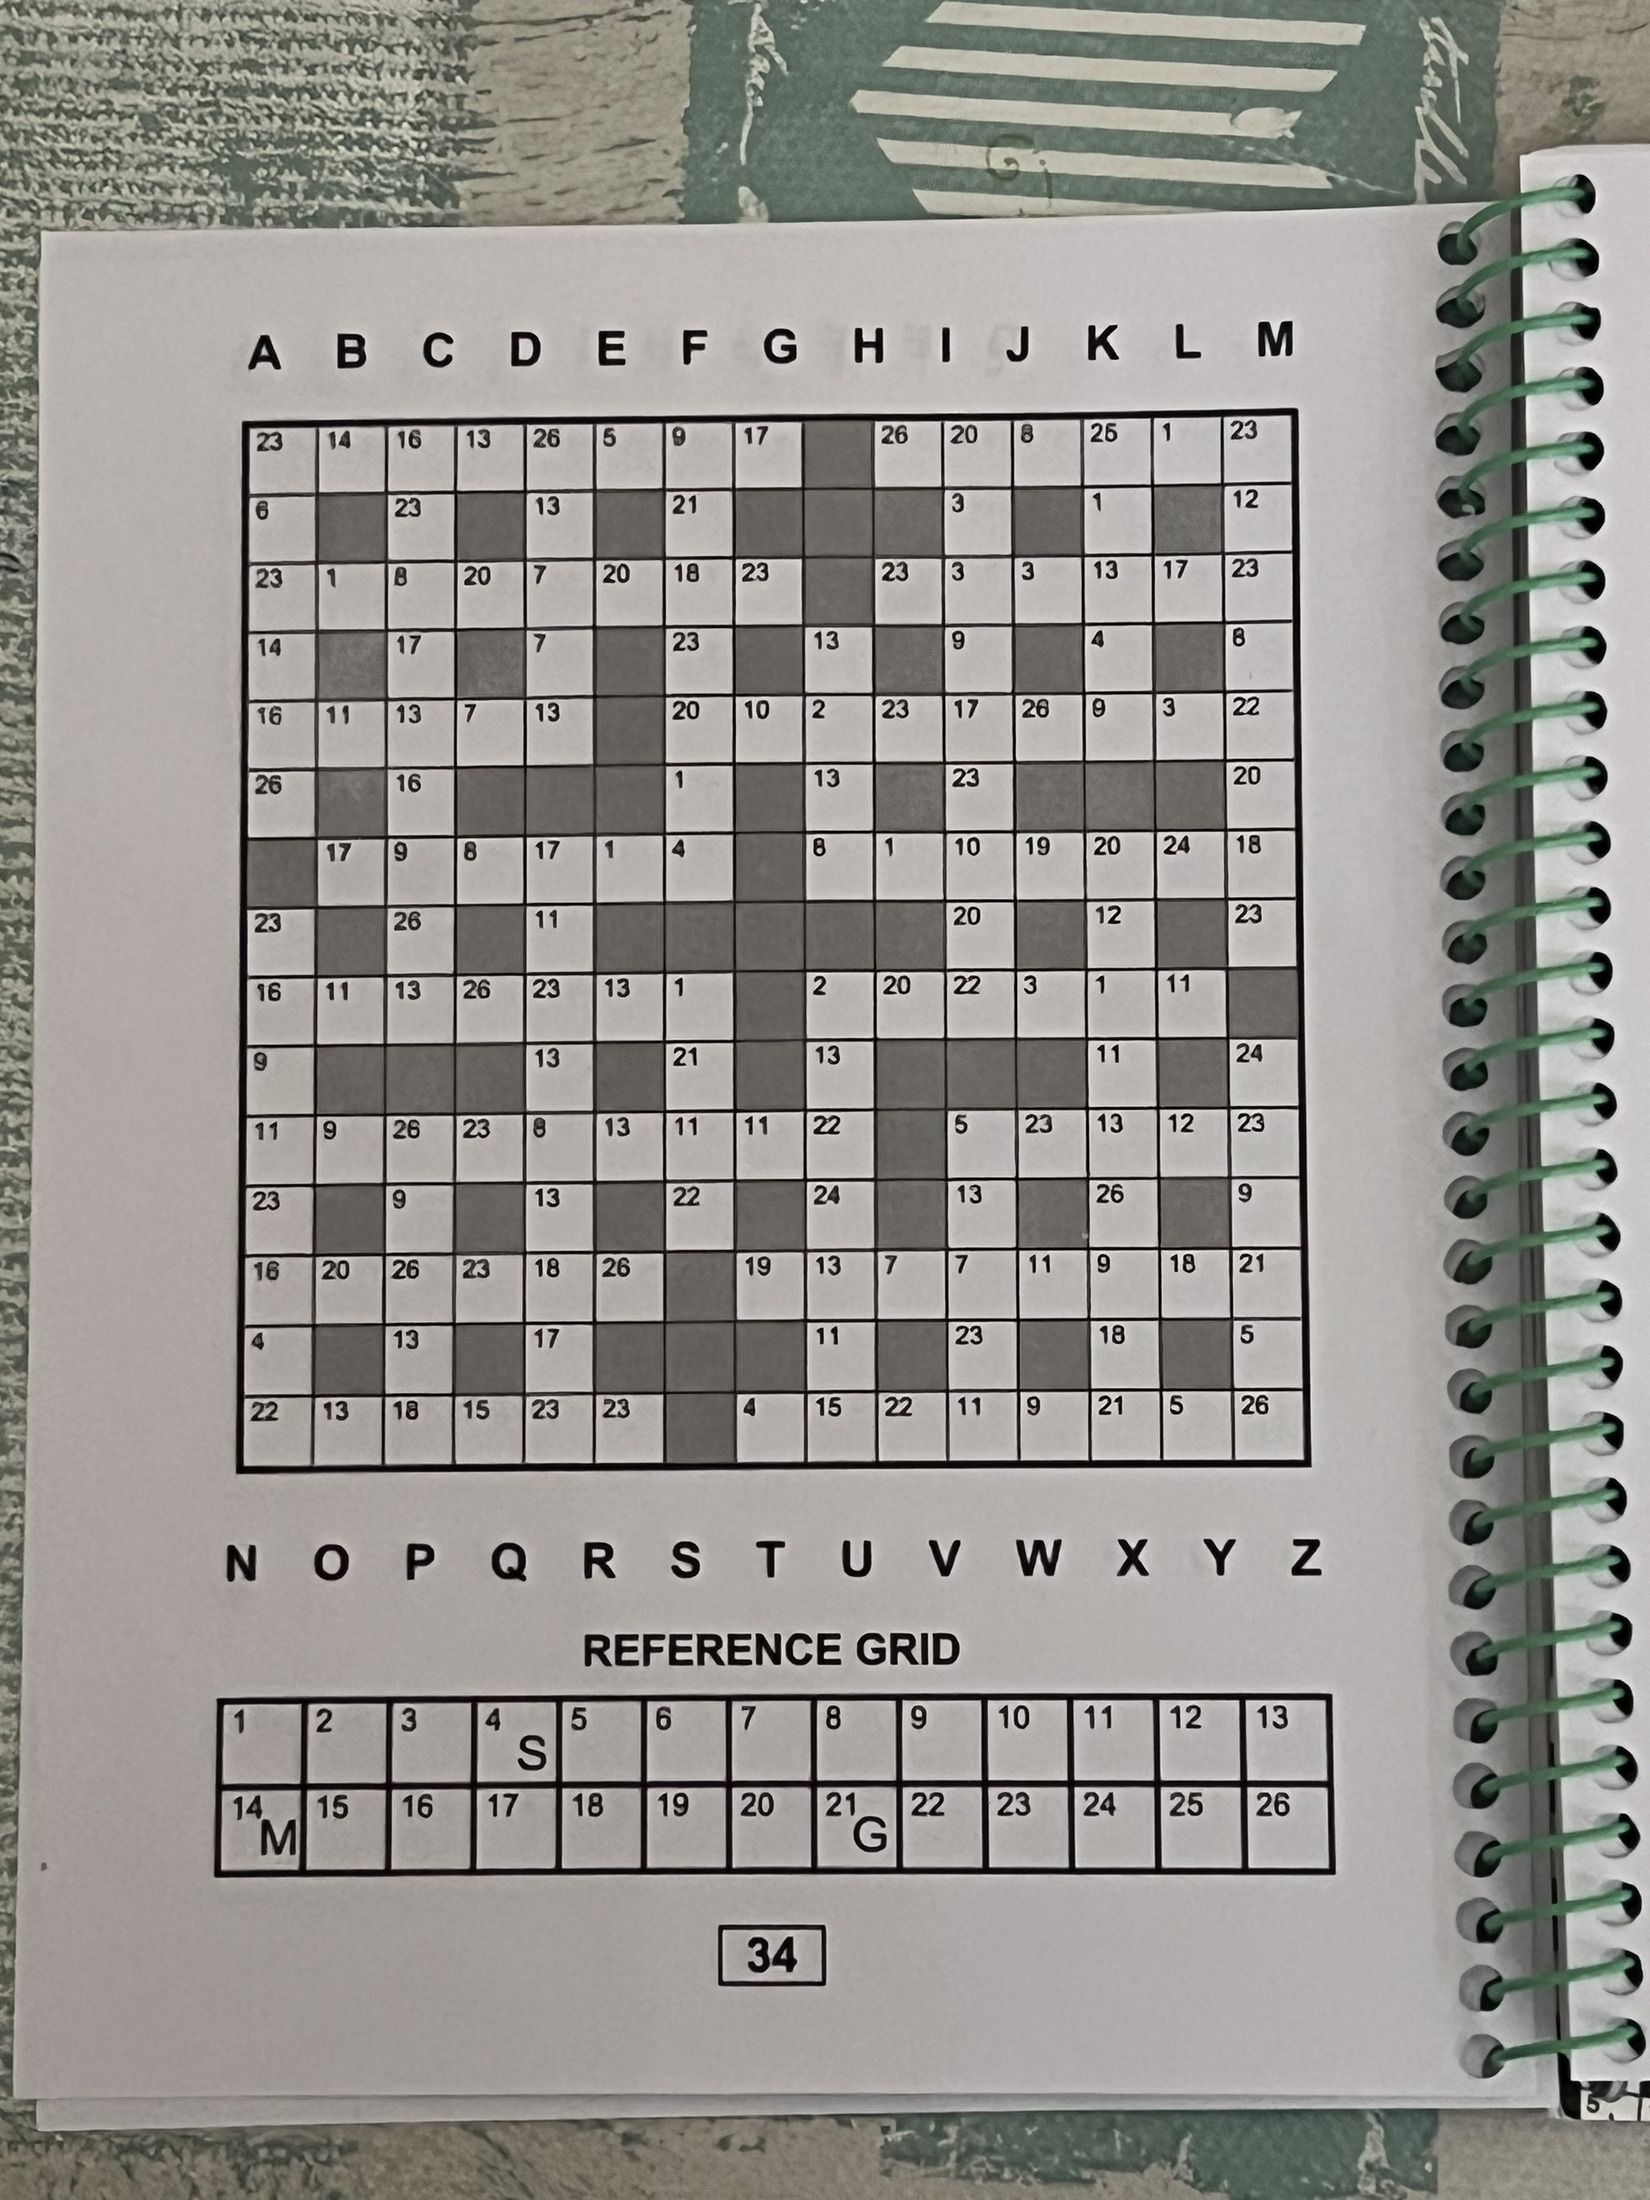 A B C D E F G H I J K L M
23 14 16 13 26 5 9 17 26 20 8 25 1 23
6 23 13 21 3 1 12
23 1 8 20 7 20 18 23 23 3 3 13 17 23
14 17 7 23 13 9 4 8
16 11 13 7 13 20 10 2 23 17 26 9 3 22
26 16 1 13 23 20
17 9 8 17 1 4 8 1 10 19 20 24 18
23 26 11 20 12 23
16 11 13 26 23 13 1 2 20 22 3 1 11
9 13 21 13 11 24
11 9 26 23 8 13 11 11 22 5 23 13 12 23
23 9 13 22 24 13 26 9
16 20 26 23 18 26 19 13 7 7 11 9 18 21
4 13 17 11 23 18 5
22 13 18 15 23 23 4 15 22 11 9 21 5 26
N O P Q R S T U V W X Y Z
REFERENCE GRID
1 2 3 4 S 5 6 7 8 9 10 11 12 13
14 M 15 16 17 18 19 20 21 G 22 23 24 25 26
34
5